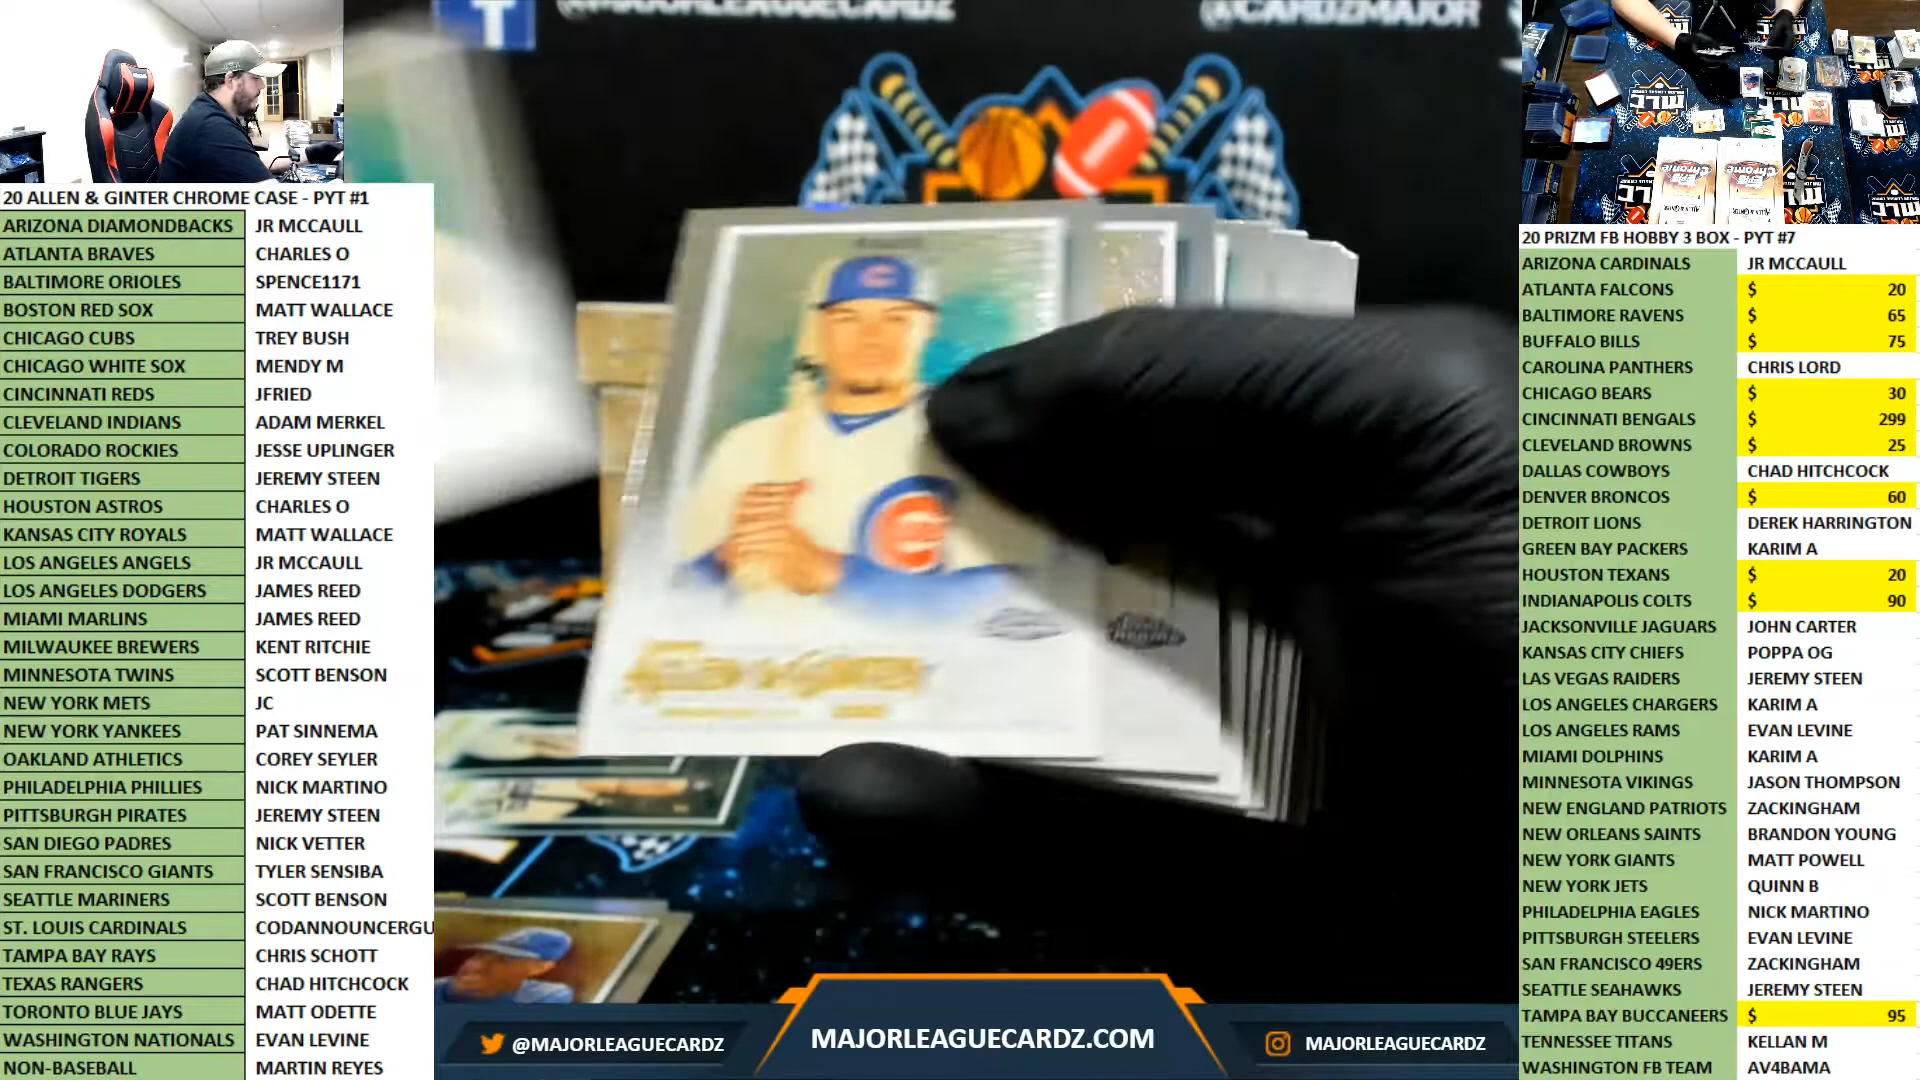 @MAJORLEAGUECARDZ
@CARDZMAJOR
20 ALLEN & GINTER CHROME CASE - PYT #1
ARIZONA DIAMONDBACKS JR MCCAULL
ATLANTA BRAVES CHARLES O
BALTIMORE ORIOLES SPENCE1171
BOSTON RED SOX MATT WALLACE
CHICAGO CUBS TREY BUSH
CHICAGO WHITE SOX MENDY M
CINCINNATI REDS JFRIED
CLEVELAND INDIANS ADAM MERKEL
COLORADO ROCKIES JESSE UPLINGER
DETROIT TIGERS JEREMY STEEN
HOUSTON ASTROS CHARLES O
KANSAS CITY ROYALS MATT WALLACE
LOS ANGELES ANGELS JR MCCAULL
LOS ANGELES DODGERS JAMES REED
MIAMI MARLINS JAMES REED
MILWAUKEE BREWERS KENT RITCHIE
MINNESOTA TWINS SCOTT BENSON
NEW YORK METS JC
NEW YORK YANKEES PAT SINNEMA
OAKLAND ATHLETICS COREY SEYLER
PHILADELPHIA PHILLIES NICK MARTINO
PITTSBURGH PIRATES JEREMY STEEN
SAN DIEGO PADRES NICK VETTER
SAN FRANCISCO GIANTS TYLER SENSIBA
SEATTLE MARINERS SCOTT BENSON
ST. LOUIS CARDINALS CODANNOUNCERGU
TAMPA BAY RAYS CHRIS SCHOTT
TEXAS RANGERS CHAD HITCHCOCK
TORONTO BLUE JAYS MATT ODETTE
WASHINGTON NATIONALS EVAN LEVINE
NON-BASEBALL MARTIN REYES
Allen & Ginter
@MAJORLEAGUECARDZ
MAJORLEAGUECARDZ.COM
MAJORLEAGUECARDZ
20 PRIZM FB HOBBY 3 BOX - PYT #7
ARIZONA CARDINALS JR MCCAULL
ATLANTA FALCONS $ 20
BALTIMORE RAVENS $ 65
BUFFALO BILLS $ 75
CAROLINA PANTHERS CHRIS LORD
CHICAGO BEARS $ 30
CINCINNATI BENGALS $ 299
CLEVELAND BROWNS $ 25
DALLAS COWBOYS CHAD HITCHCOCK
DENVER BRONCOS $ 60
DETROIT LIONS DEREK HARRINGTON
GREEN BAY PACKERS KARIM A
HOUSTON TEXANS $ 20
INDIANAPOLIS COLTS $ 90
JACKSONVILLE JAGUARS JOHN CARTER
KANSAS CITY CHIEFS POPPA OG
LAS VEGAS RAIDERS JEREMY STEEN
LOS ANGELES CHARGERS KARIM A
LOS ANGELES RAMS EVAN LEVINE
MIAMI DOLPHINS KARIM A
MINNESOTA VIKINGS JASON THOMPSON
NEW ENGLAND PATRIOTS ZACKINGHAM
NEW ORLEANS SAINTS BRANDON YOUNG
NEW YORK GIANTS MATT POWELL
NEW YORK JETS QUINN B
PHILADELPHIA EAGLES NICK MARTINO
PITTSBURGH STEELERS EVAN LEVINE
SAN FRANCISCO 49ERS ZACKINGHAM
SEATTLE SEAHAWKS JEREMY STEEN
TAMPA BAY BUCCANEERS $ 95
TENNESSEE TITANS KELLAN M
WASHINGTON FB TEAM AV4BAMA